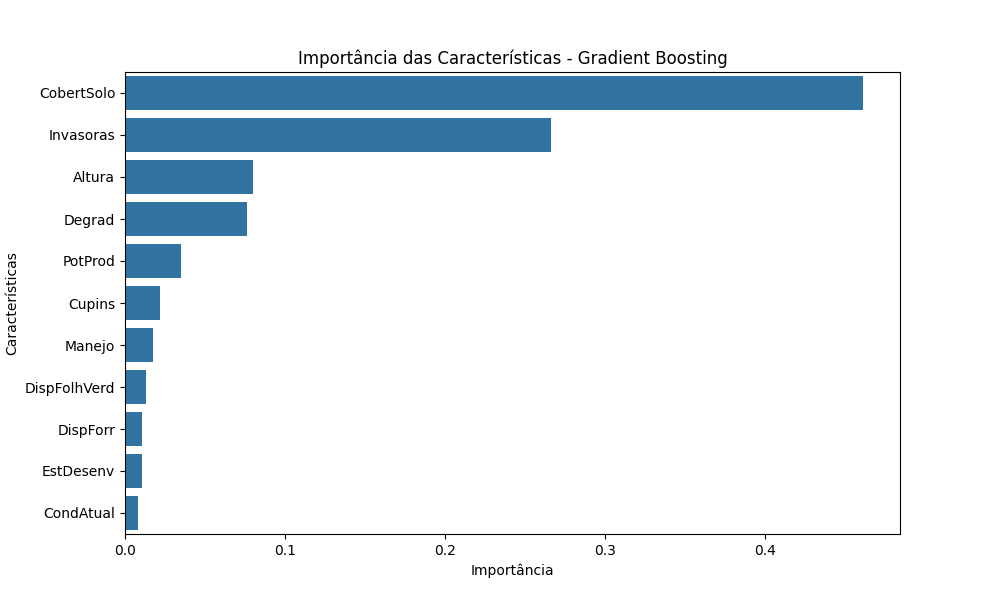 Importância das Características - Gradient Boosting
Características
CobertSolo
Invasoras
Altura
Degrad
PotProd
Cupins
Manejo
DispFolhVerd
DispForr
EstDesenv
CondAtual
0.0 0.1 0.2 0.3 0.4
Importância